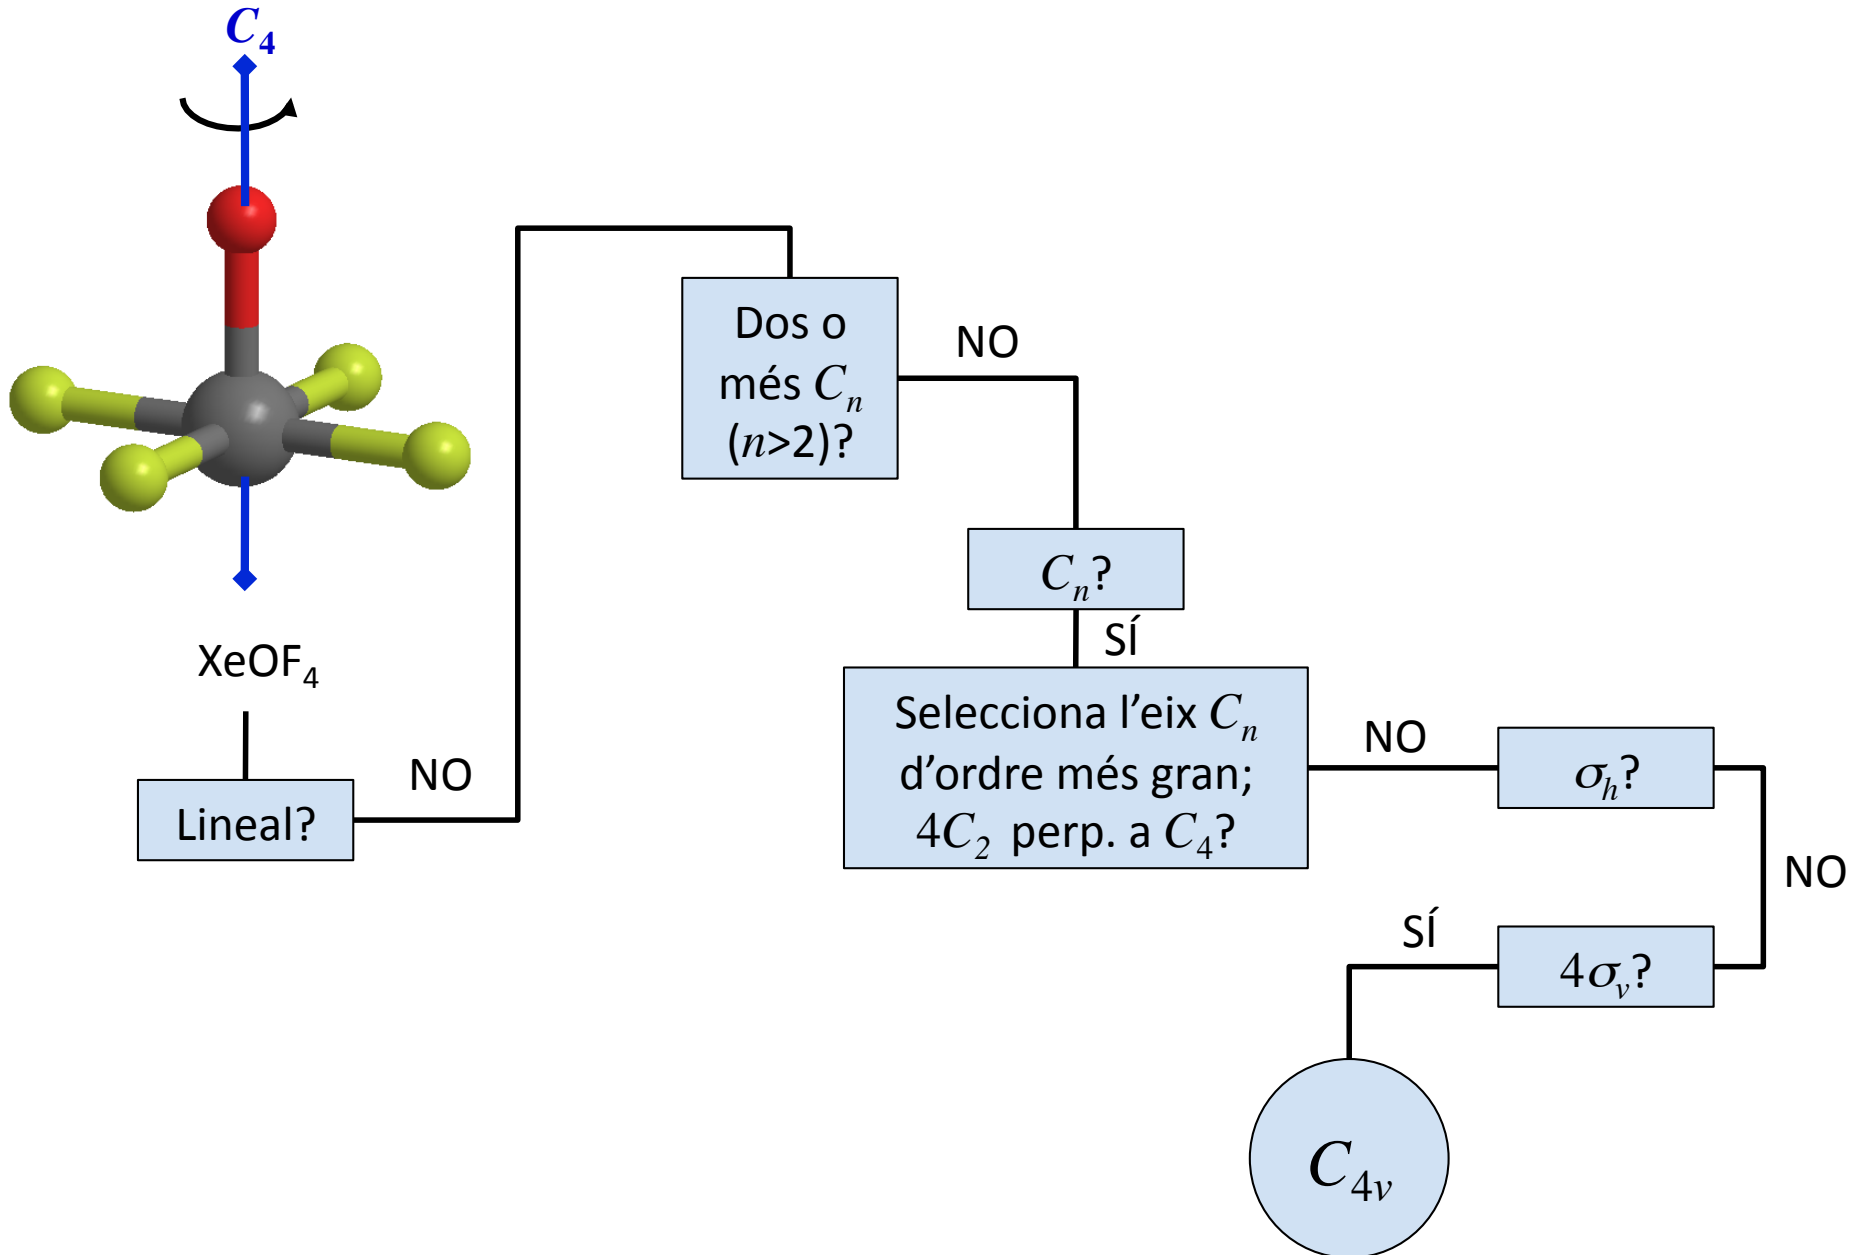 C₄
XeOF₄
Lineal?
NO
Dos o
més Cₙ
(n>2)?
NO
Cₙ?
SÍ
Selecciona l’eix Cₙ
d’ordre més gran;
4C₂ perp. a C₄?
NO
σₕ?
NO
4σᵥ?
SÍ
C₄ᵥ